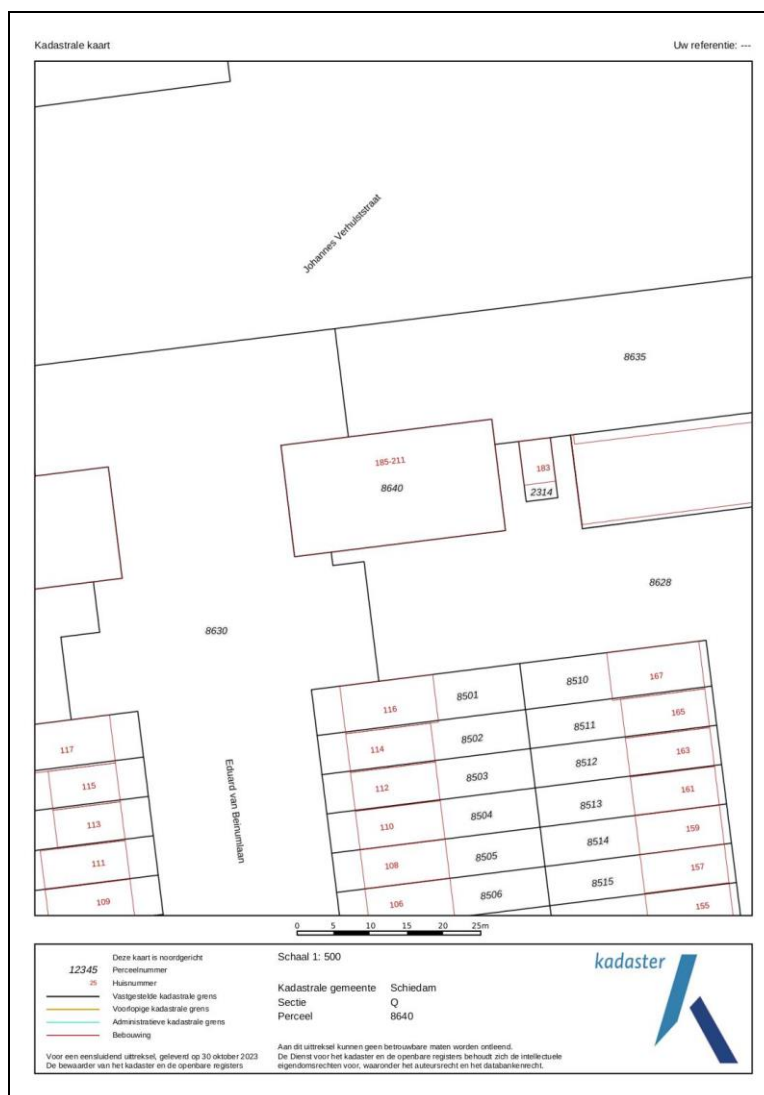 Kadastrale kaart
Uw referentie: ---
Johannes Verhulststraat
8635
185-211
8640
183
2314
8630
8628
116
8501
8510
167
114
8502
8511
165
117
112
8503
8512
163
115
110
8504
8513
161
113
108
8505
8514
159
111
106
8506
8515
157
109
155
Eduard van Beinumlaan
0 5 10 15 20 25m
Deze kaart is noordgericht
12345 Perceelnummer
25 Huisnummer
Vastgestelde kadastrale grens
Voorlopige kadastrale grens
Administratieve kadastrale grens
Bebouwing
Voor een eensluidend uittreksel, geleverd op 30 oktober 2023
De bewaarder van het kadaster en de openbare registers
Schaal 1: 500
Kadastrale gemeente Schiedam
Sectie Q
Perceel 8640
Aan dit uittreksel kunnen geen betrouwbare maten worden ontleend.
De Dienst voor het kadaster en de openbare registers behoudt zich de intellectuele
eigendomsrechten voor, waaronder het auteursrecht en het databankenrecht.
kadaster